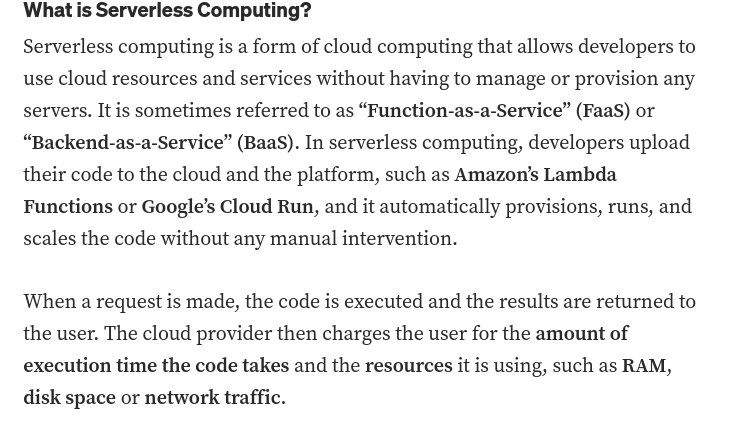 What is Serverless Computing?
Serverless computing is a form of cloud computing that allows developers to
use cloud resources and services without having to manage or provision any
servers. It is sometimes referred to as “Function-as-a-Service” (FaaS) or
“Backend-as-a-Service” (BaaS). In serverless computing, developers upload
their code to the cloud and the platform, such as Amazon’s Lambda
Functions or Google’s Cloud Run, and it automatically provisions, runs, and
scales the code without any manual intervention.
When a request is made, the code is executed and the results are returned to
the user. The cloud provider then charges the user for the amount of
execution time the code takes and the resources it is using, such as RAM,
disk space or network traffic.